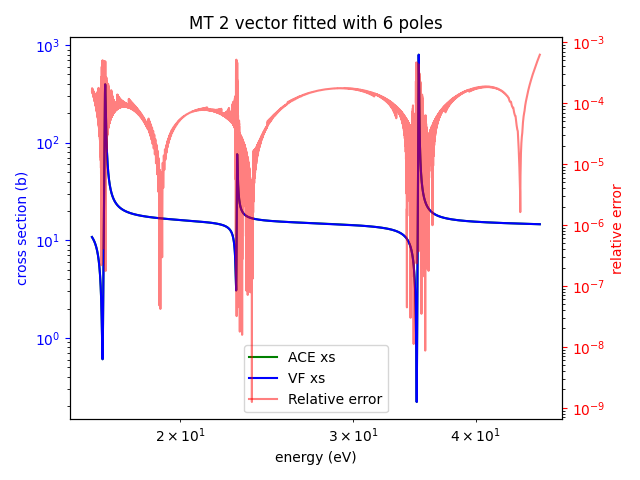 MT 2 vector fitted with 6 poles
10³
10²
10¹
10⁰
cross section (b)
10⁻³
10⁻⁴
10⁻⁵
10⁻⁶
10⁻⁷
10⁻⁸
10⁻⁹
relative error
ACE xs
VF xs
Relative error
2 × 10¹ 3 × 10¹ 4 × 10¹
energy (eV)